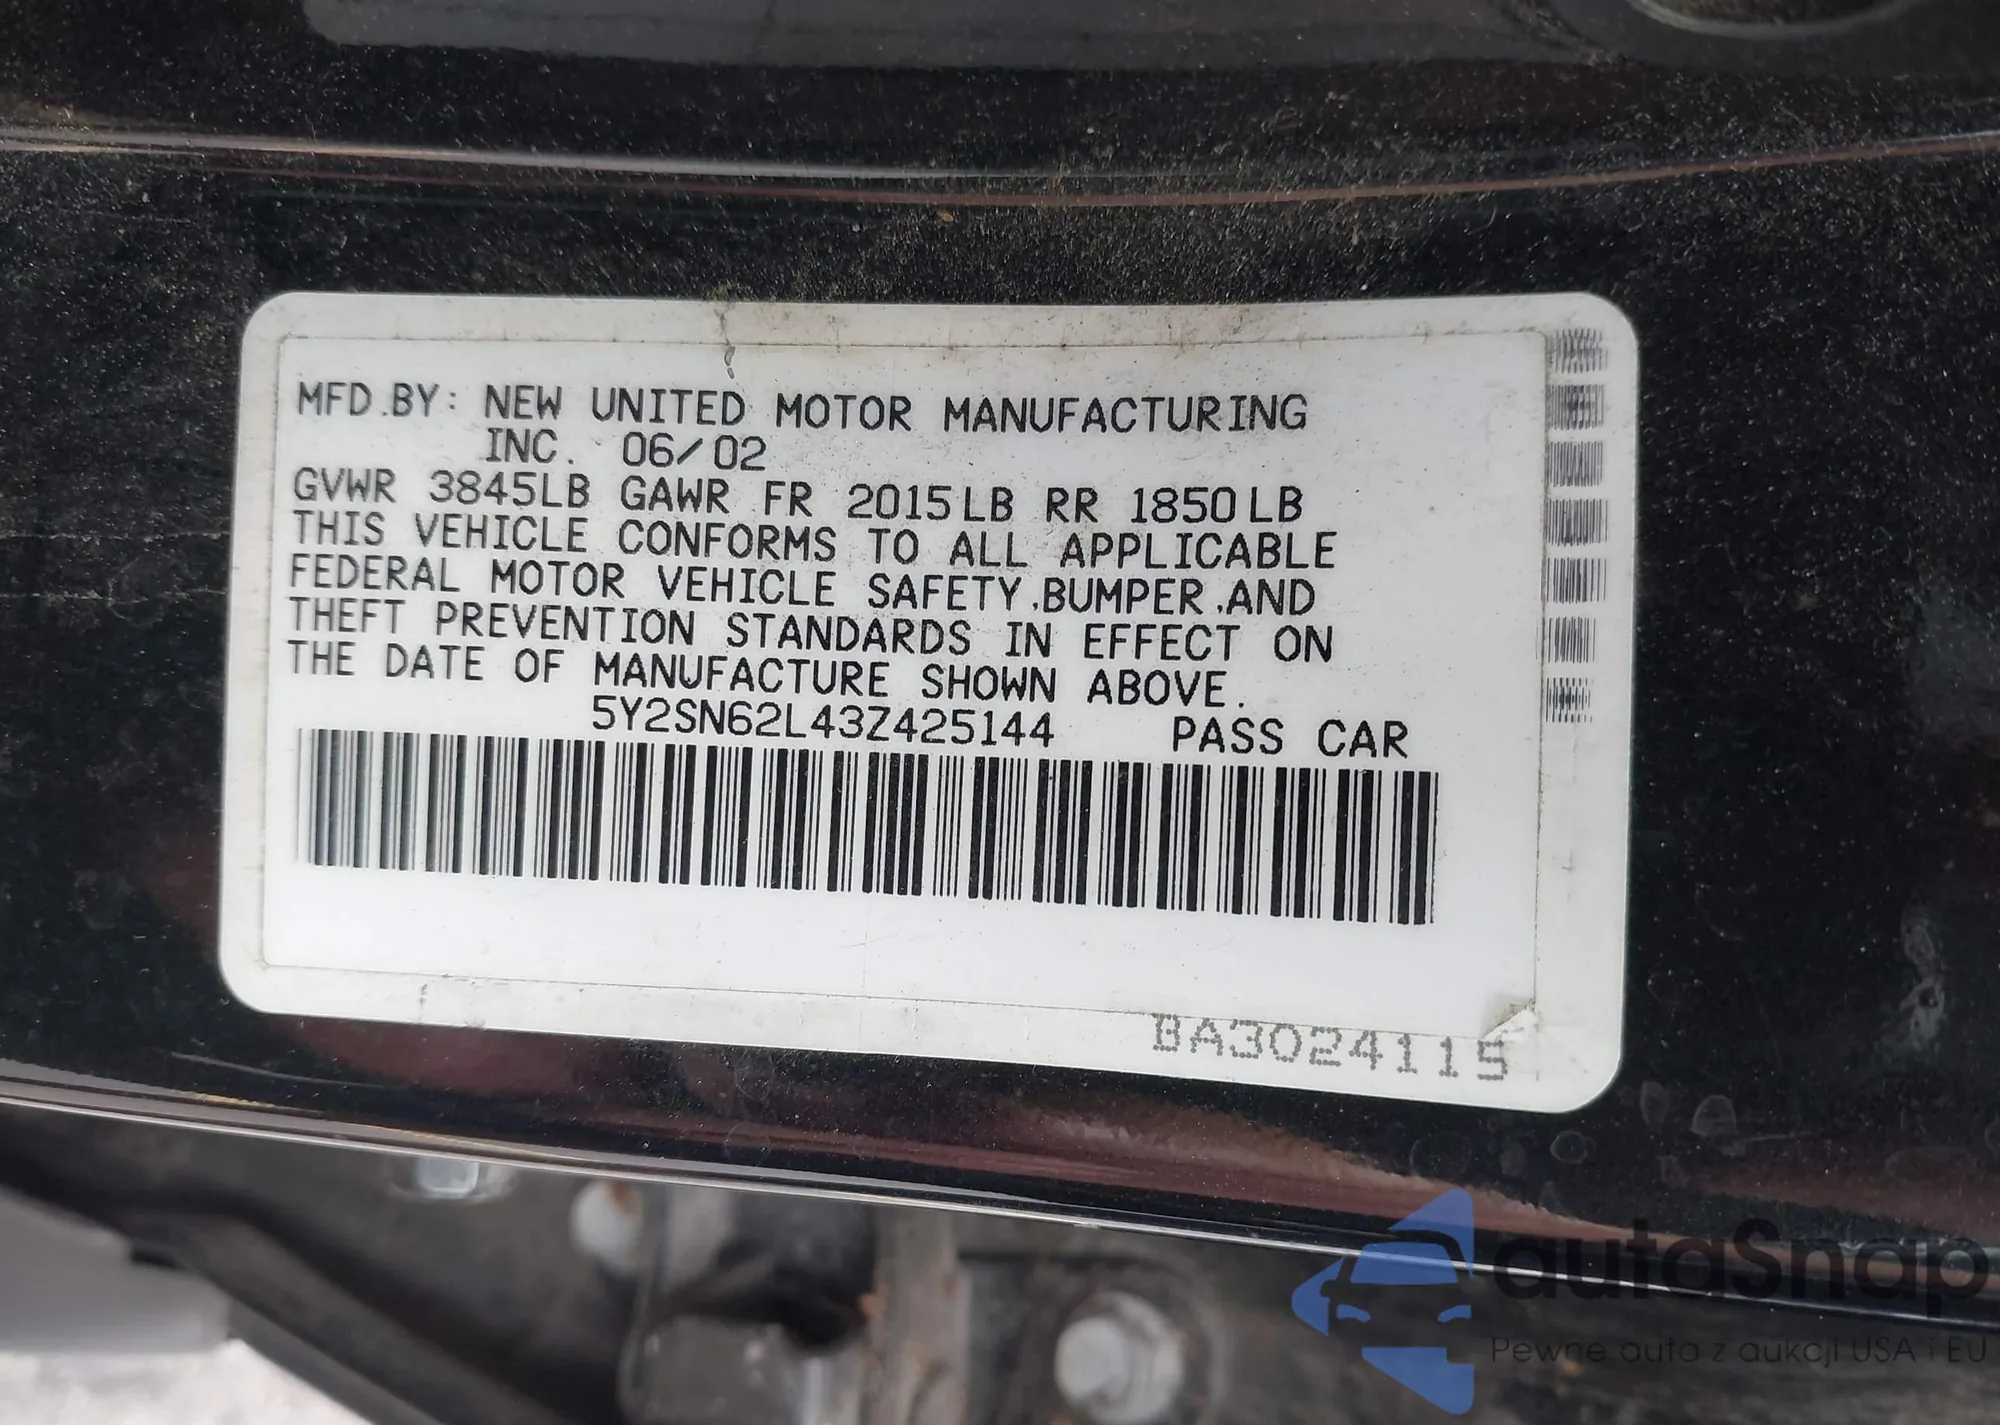 MFD.BY: NEW UNITED MOTOR MANUFACTURING
INC. 06/02
GVWR 3845LB GAWR FR 2015LB RR 1850LB
THIS VEHICLE CONFORMS TO ALL APPLICABLE
FEDERAL MOTOR VEHICLE SAFETY,BUMPER,AND
THEFT PREVENTION STANDARDS IN EFFECT ON
THE DATE OF MANUFACTURE SHOWN ABOVE.
5Y2SN62L43Z425144 PASS CAR
BA3024115
autaSnap
Pewne auta z aukcji USA i EU